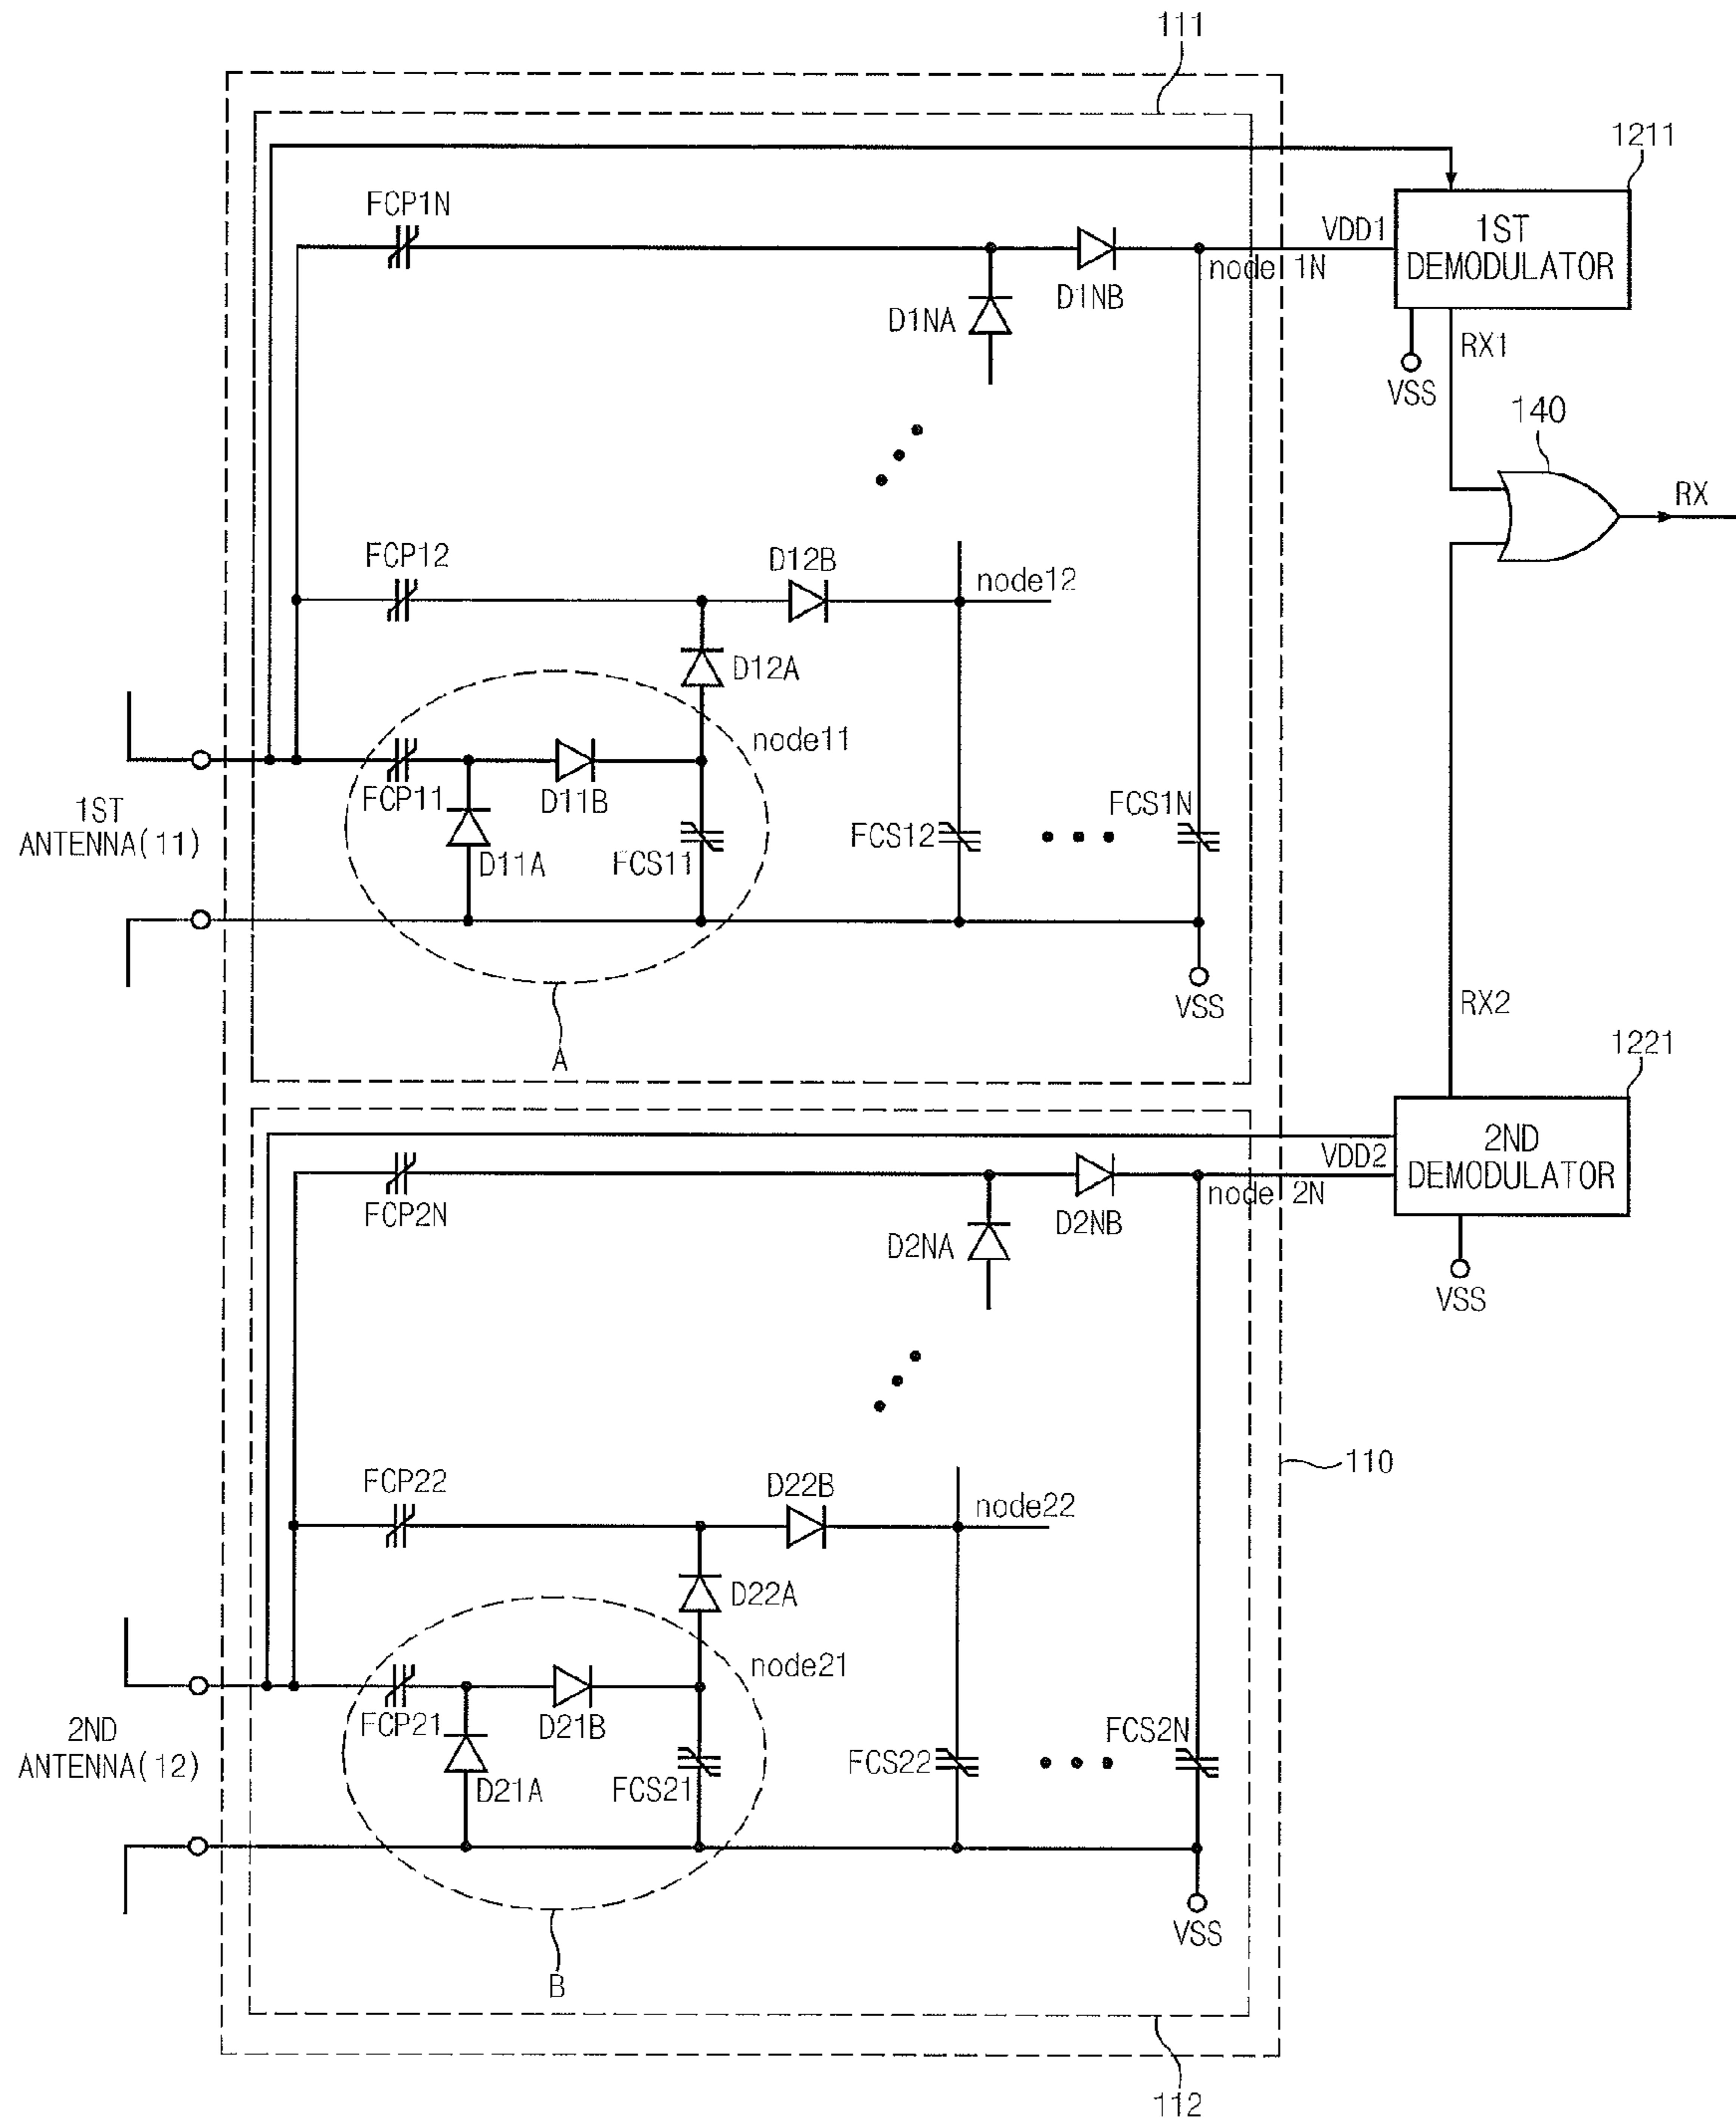 111
1211
FCP1N
VDD1
1ST
DEMODULATOR
node 1N
D1NB
D1NA
RX1
VSS
140
RX
FCP12
D12B
node12
D12A
node11
FCP11
D11B
FCS1N
1ST
ANTENNA(11)
D11A
FCS11
FCS12
VSS
RX2
A
1221
2ND
DEMODULATOR
VDD2
node 2N
FCP2N
D2NB
D2NA
VSS
110
FCP22
D22B
node22
D22A
node21
FCP21
D21B
FCS2N
2ND
ANTENNA(12)
D21A
FCS21
FCS22
VSS
B
112